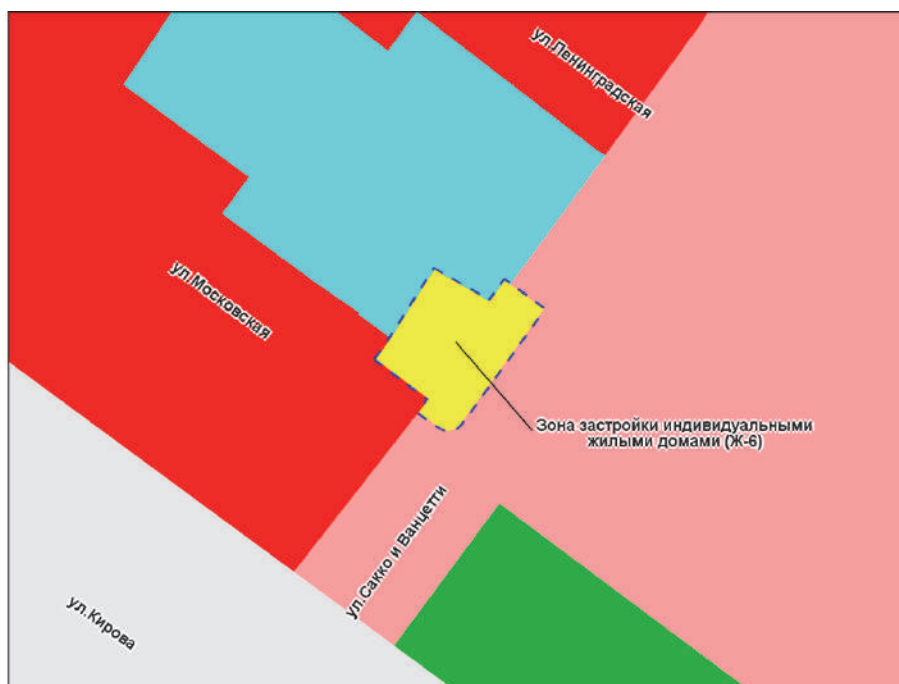 ул.Ленинградская
ул.Московская
Зона застройки индивидуальными
жилыми домами (Ж-6)
ул.Сакко и Ванцетти
ул.Кирова